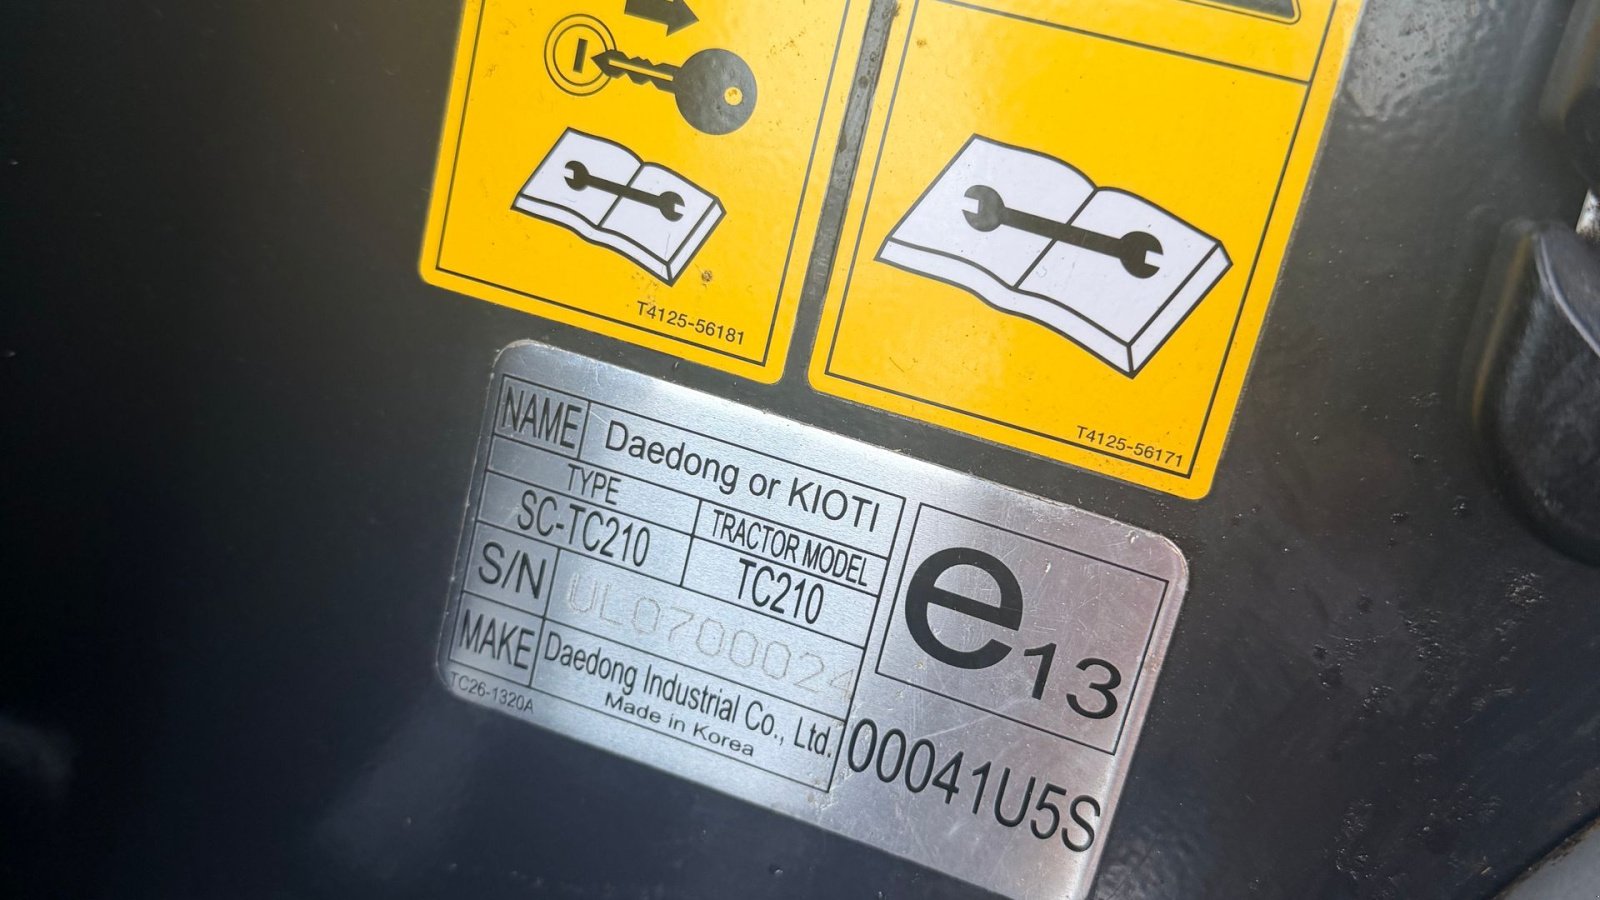 T4125-56181
T4125-56171
NAME Daedong or KIOTI
TYPE TRACTOR MODEL
SC-TC210 TC210
S/N UL0700024
MAKE Daedong Industrial Co., Ltd.
Made in Korea
TC26-1320A
e13
00041U5S